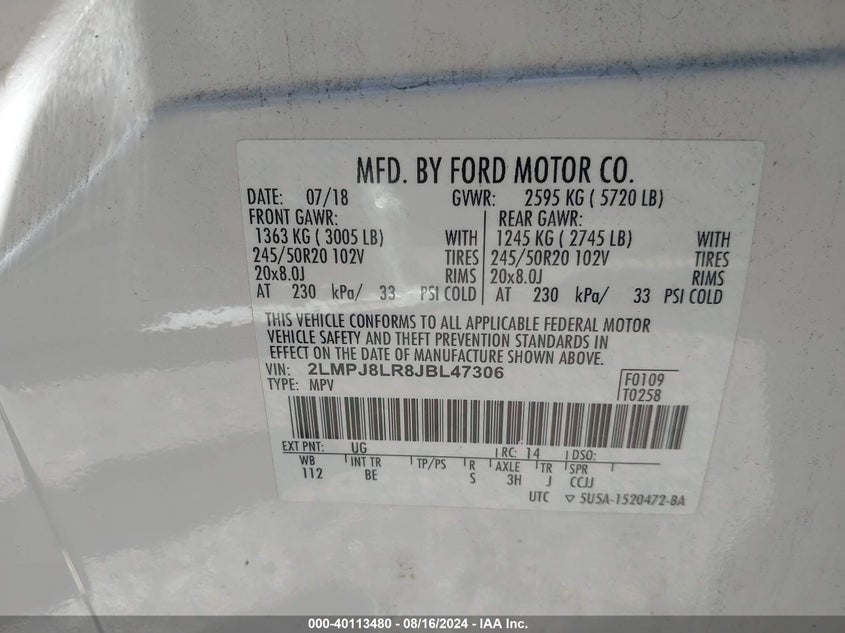 MFD. BY FORD MOTOR CO.
DATE: 07/18 GVWR: 2595 KG ( 5720 LB)
FRONT GAWR: REAR GAWR:
1363 KG ( 3005 LB) WITH 1245 KG ( 2745 LB) WITH
245/50R20 102V TIRES 245/50R20 102V TIRES
20x8.0J RIMS 20x8.0J RIMS
AT 230 kPa/ 33 PSI COLD AT 230 kPa/ 33 PSI COLD
THIS VEHICLE CONFORMS TO ALL APPLICABLE FEDERAL MOTOR
VEHICLE SAFETY AND THEFT PREVENTION STANDARDS IN
EFFECT ON THE DATE OF MANUFACTURE SHOWN ABOVE.
VIN: 2LMPJ8LR8JBL47306 F0109
TYPE: MPV T0258
EXT PNT: UG RC: 14 DSO:
WB INT TR TP/PS R AXLE TR SPR
112 BE S 3H J CCJJ
UTC ▽ 5U5A-1520472-BA
000-40113480 - 08/16/2024 - IAA Inc.